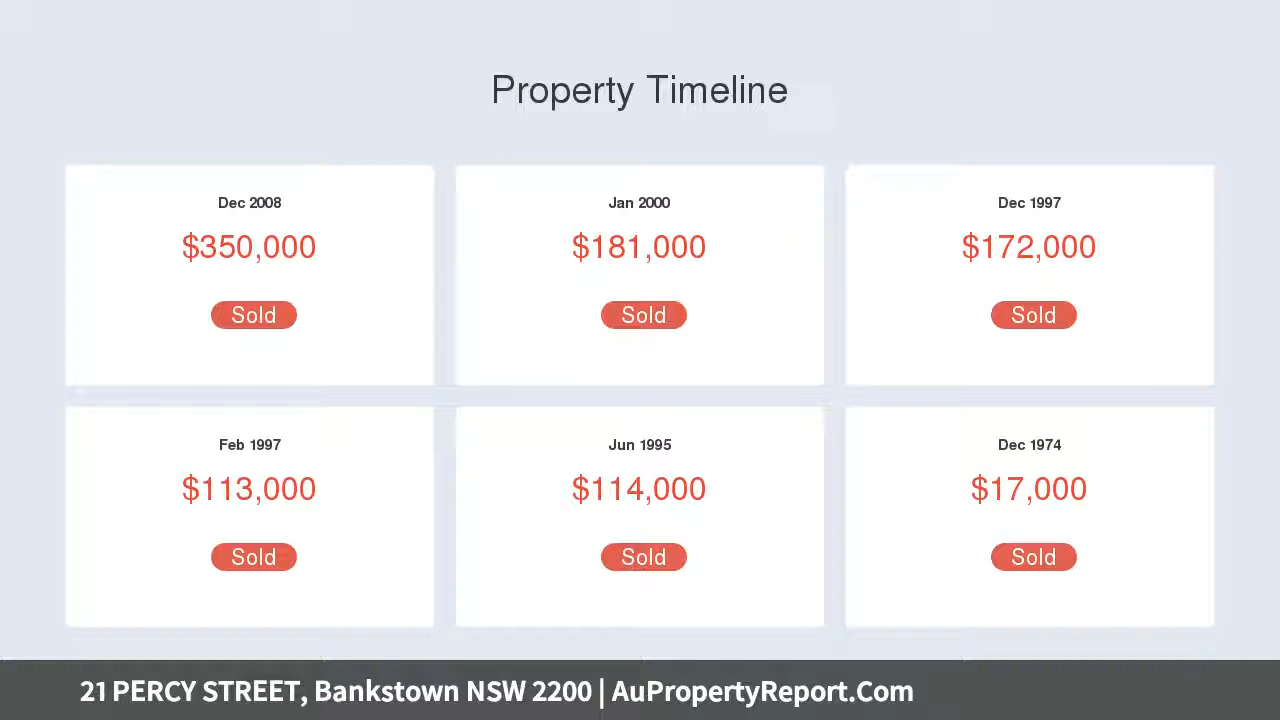 Property Timeline
Dec 2008
$350,000
Sold
Jan 2000
$181,000
Sold
Dec 1997
$172,000
Sold
Feb 1997
$113,000
Sold
Jun 1995
$114,000
Sold
Dec 1974
$17,000
Sold
21 PERCY STREET, Bankstown NSW 2200 | AuPropertyReport.Com